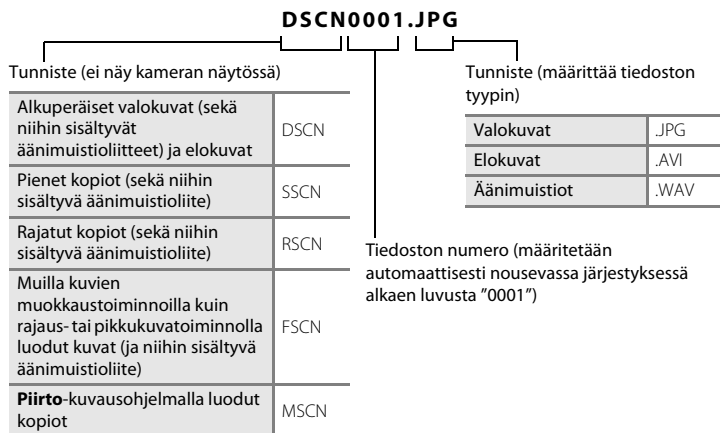 DSCN0001.JPG
Tunniste (ei näy kameran näytössä)
Alkuperäiset valokuvat (sekä
niihin sisältyvät
äänimuistioliitteet) ja elokuvat
DSCN
Pienet kopiot (sekä niihin
sisältyvä äänimuistioliite)
SSCN
Rajatut kopiot (sekä niihin
sisältyvä äänimuistioliite)
RSCN
Muilla kuvien
muokkaustoiminnoilla kuin
rajaus- tai pikkukuvatoiminnolla
luodut kuvat (ja niihin sisältyvä
äänimuistioliite)
FSCN
Piirto-kuvausohjelmalla luodut
kopiot
MSCN
Tunniste (määrittää tiedoston
tyypin)
Valokuvat .JPG
Elokuvat .AVI
Äänimuistiot .WAV
Tiedoston numero (määritetään
automaattisesti nousevassa järjestyksessä
alkaen luvusta "0001")